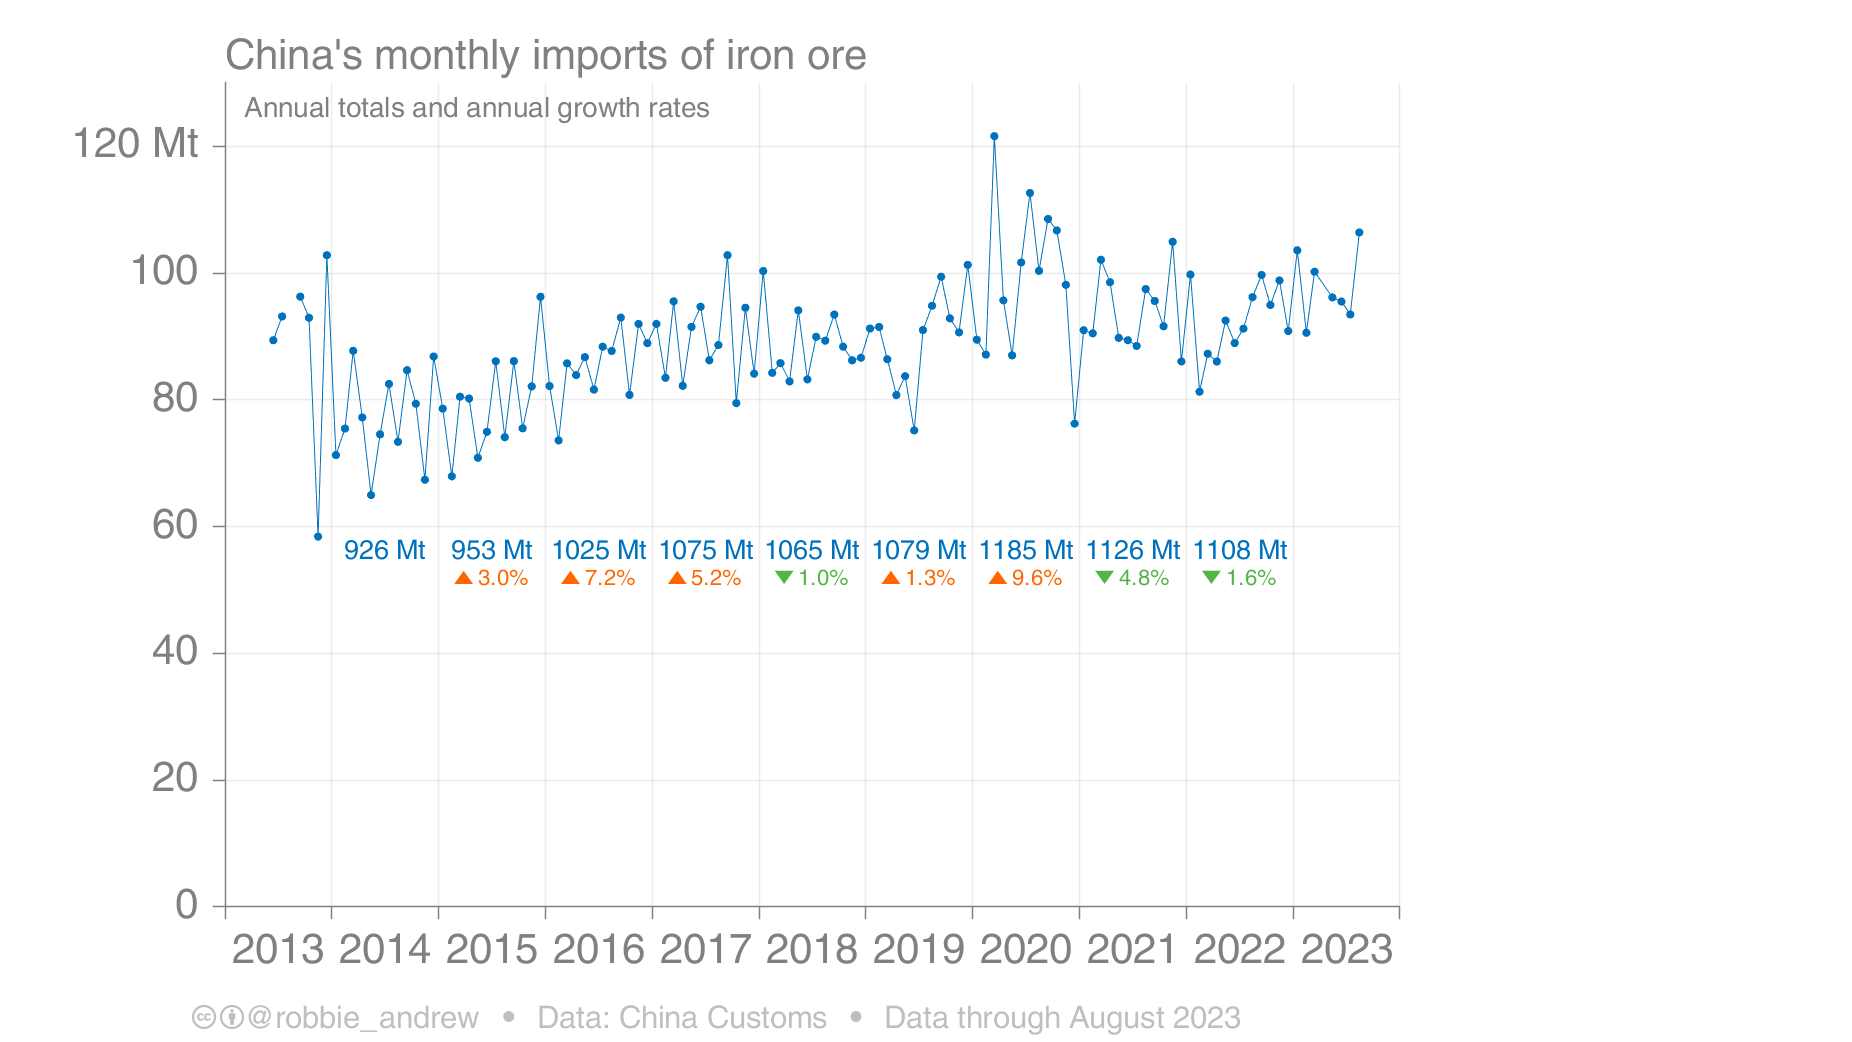 China's monthly imports of iron ore
Annual totals and annual growth rates
120 Mt
100
80
60
40
20
0
926 Mt 953 Mt 1025 Mt 1075 Mt 1065 Mt 1079 Mt 1185 Mt 1126 Mt 1108 Mt
▲ 3.0% ▲ 7.2% ▲ 5.2% ▼ 1.0% ▲ 1.3% ▲ 9.6% ▼ 4.8% ▼ 1.6%
2013 2014 2015 2016 2017 2018 2019 2020 2021 2022 2023
@robbie_andrew • Data: China Customs • Data through August 2023